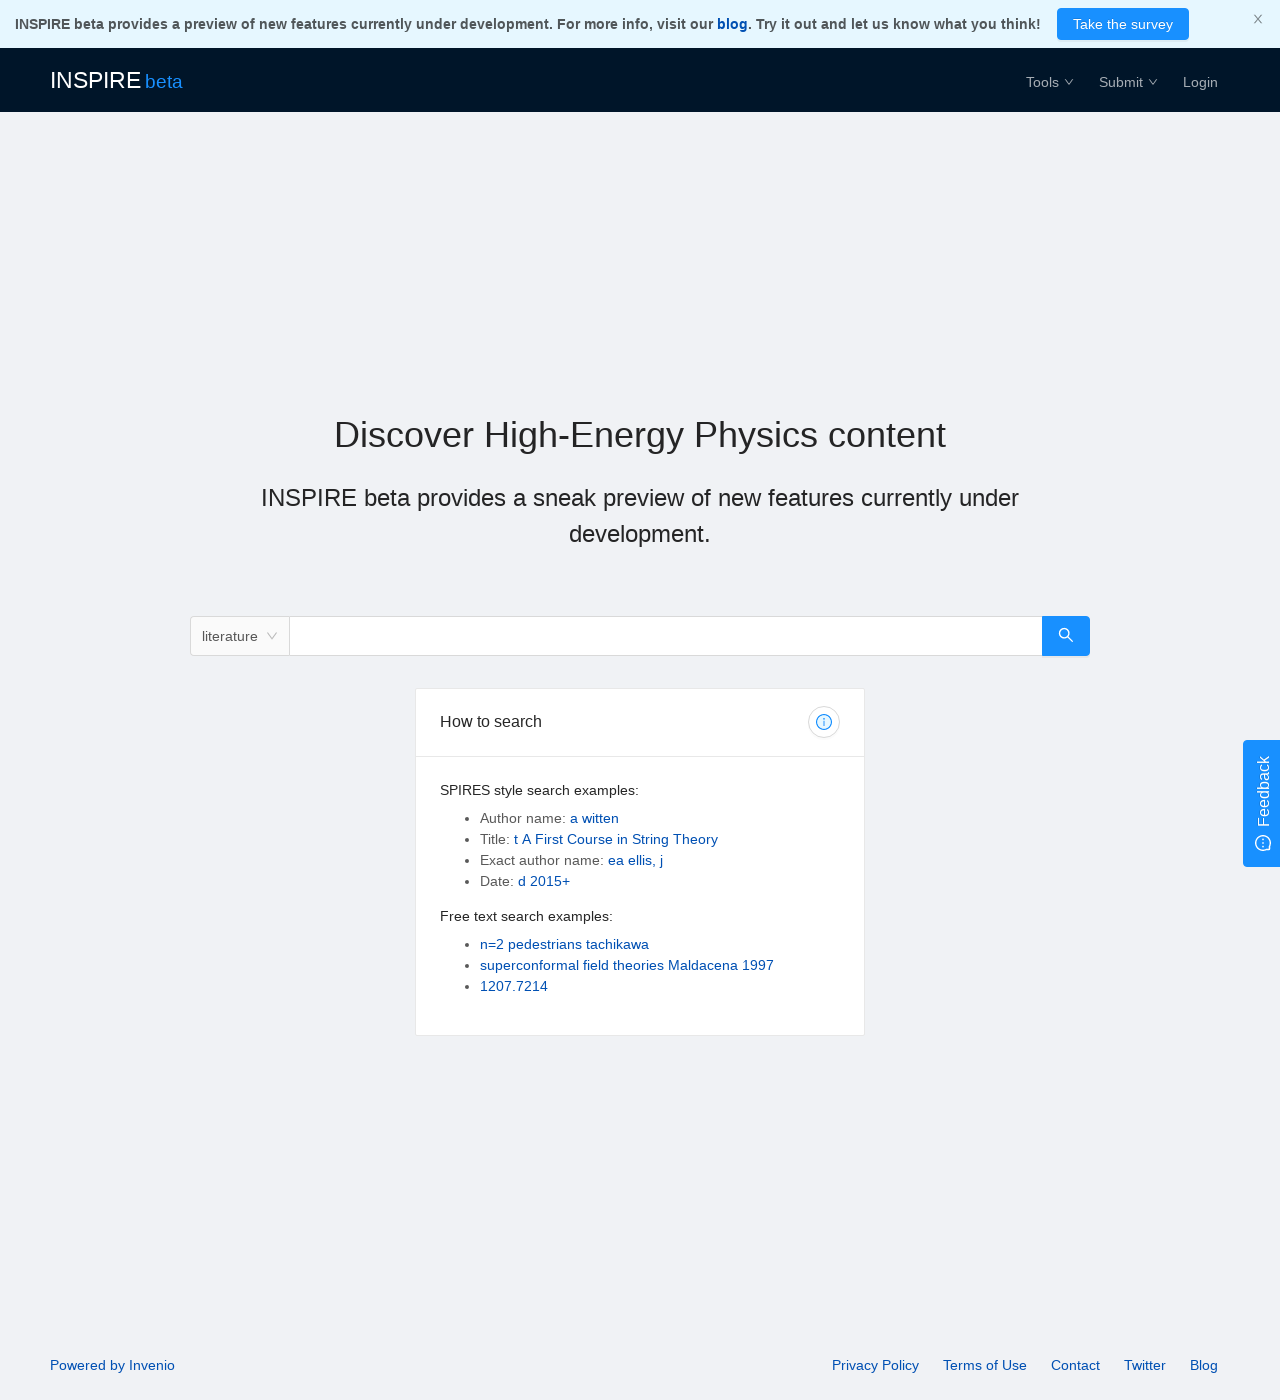 INSPIRE beta provides a preview of new features currently under development. For more info, visit our blog. Try it out and let us know what you think! Take the survey
INSPIRE beta Tools Submit Login
Discover High-Energy Physics content
INSPIRE beta provides a sneak preview of new features currently under
development.
literature
How to search
SPIRES style search examples:
• Author name: a witten
• Title: t A First Course in String Theory
• Exact author name: ea ellis, j
• Date: d 2015+
Free text search examples:
• n=2 pedestrians tachikawa
• superconformal field theories Maldacena 1997
• 1207.7214
Feedback
Powered by Invenio Privacy Policy Terms of Use Contact Twitter Blog